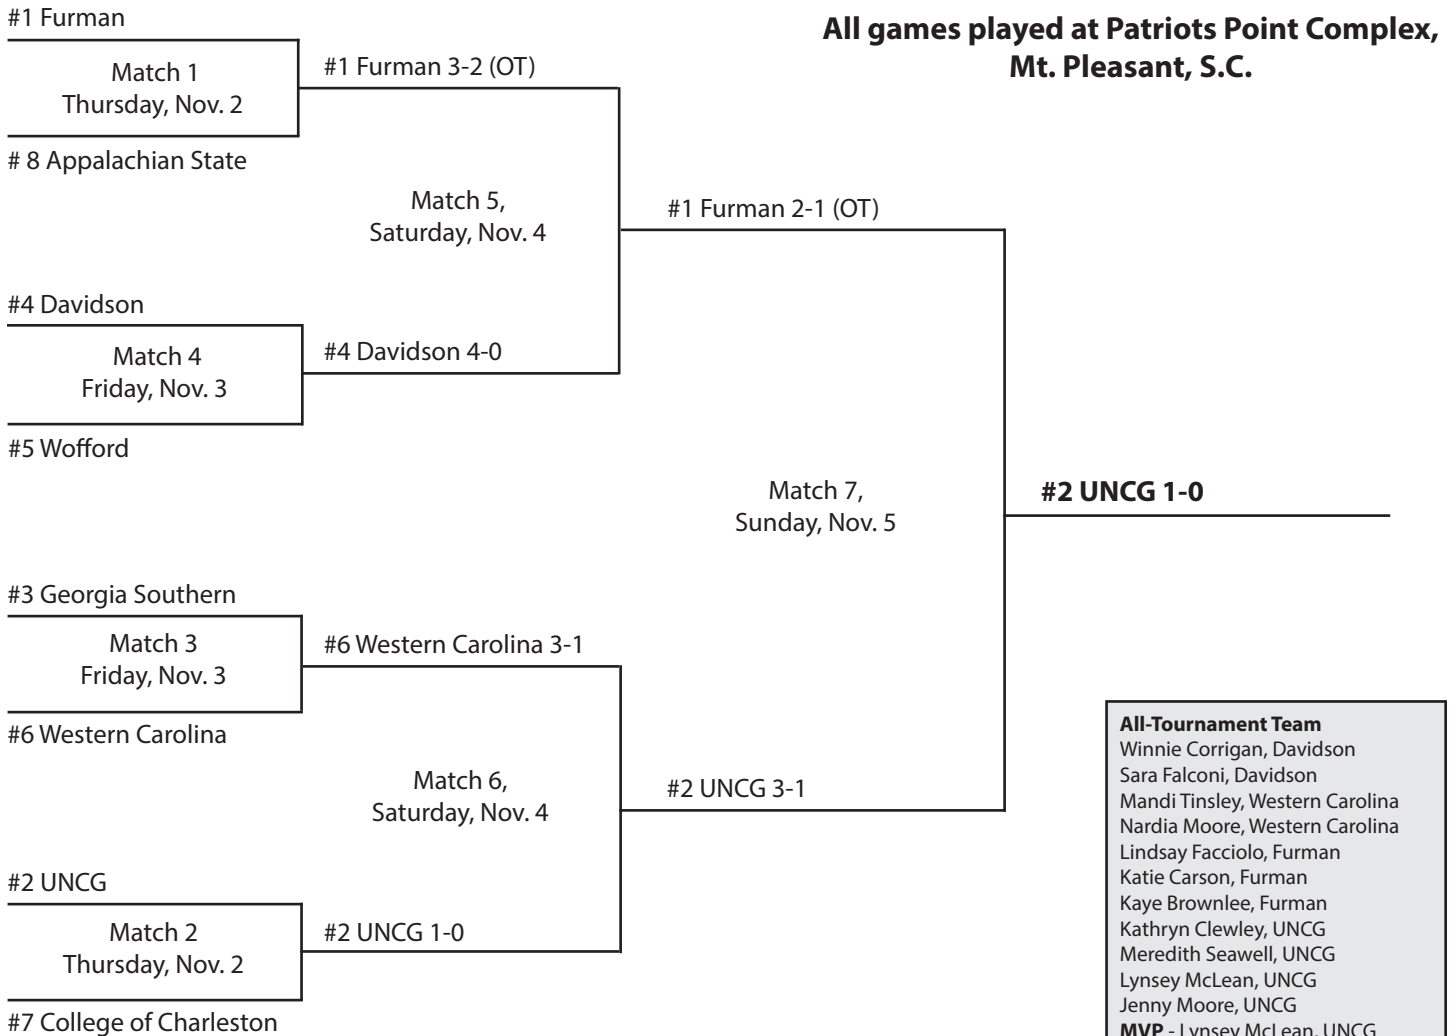 #1 Furman
All games played at Patriots Point Complex,
Mt. Pleasant, S.C.
Match 1
Thursday, Nov. 2
#1 Furman 3-2 (OT)
# 8 Appalachian State
Match 5,
Saturday, Nov. 4
#1 Furman 2-1 (OT)
#4 Davidson
Match 4
Friday, Nov. 3
#4 Davidson 4-0
#5 Wofford
Match 7,
Sunday, Nov. 5
#2 UNCG 1-0
#3 Georgia Southern
Match 3
Friday, Nov. 3
#6 Western Carolina 3-1
#6 Western Carolina
Match 6,
Saturday, Nov. 4
#2 UNCG 3-1
#2 UNCG
Match 2
Thursday, Nov. 2
#2 UNCG 1-0
#7 College of Charleston
All-Tournament Team
Winnie Corrigan, Davidson
Sara Falconi, Davidson
Mandi Tinsley, Western Carolina
Nardia Moore, Western Carolina
Lindsay Facciolo, Furman
Katie Carson, Furman
Kaye Brownlee, Furman
Kathryn Clewley, UNCG
Meredith Seawell, UNCG
Lynsey McLean, UNCG
Jenny Moore, UNCG
MVP - Lynsey McLean, UNCG